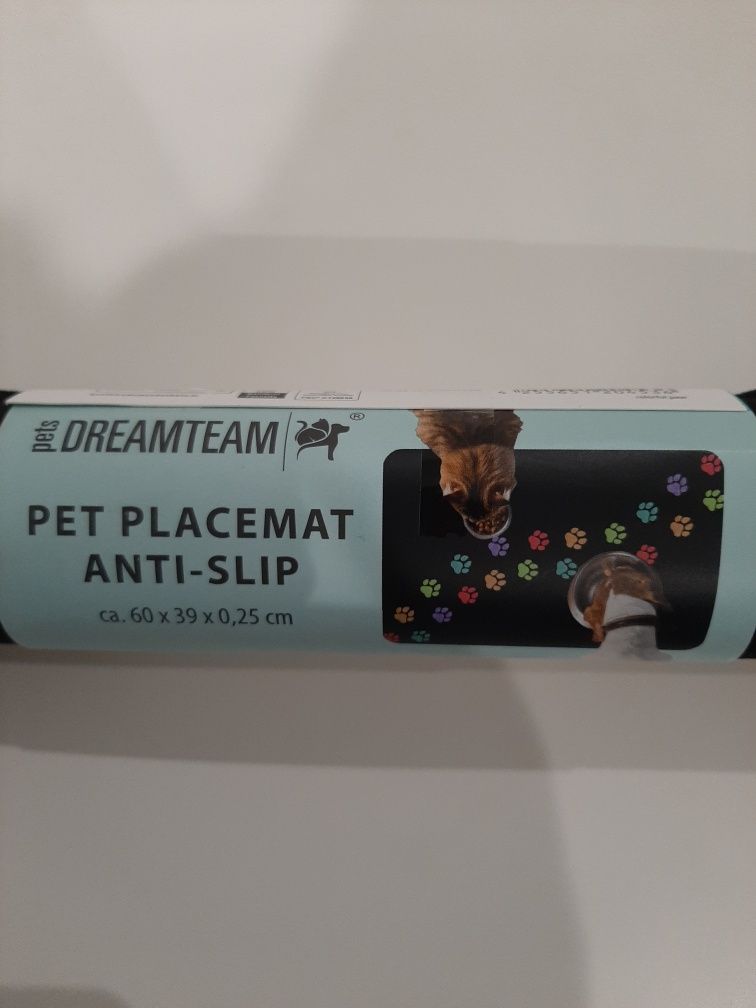 pets DREAMTEAM ®
PET PLACEMAT
ANTI-SLIP
ca. 60 x 39 x 0,25 cm